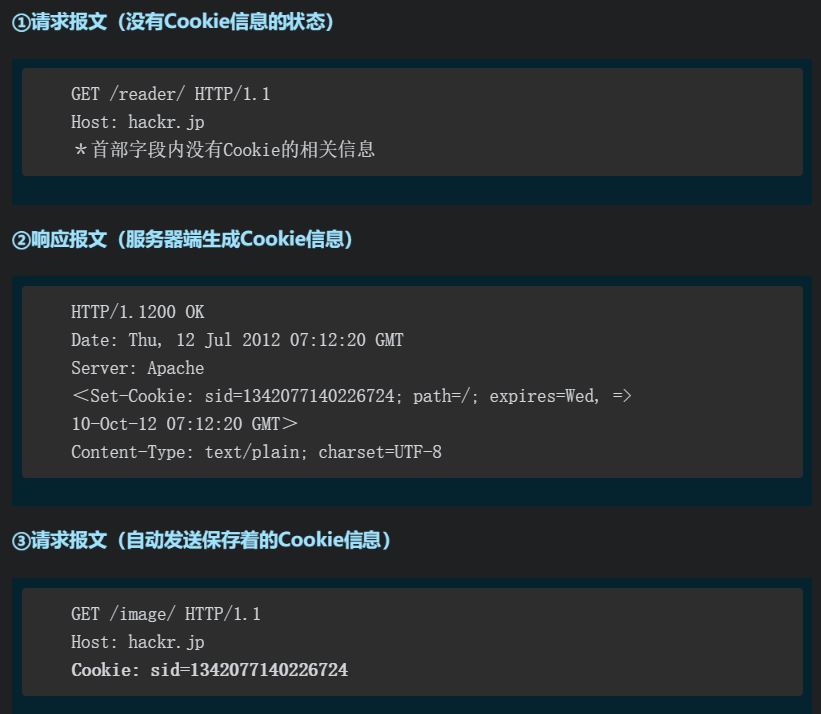 ①请求报文（没有Cookie信息的状态）
GET /reader/ HTTP/1.1
Host: hackr.jp
＊首部字段内没有Cookie的相关信息
②响应报文（服务器端生成Cookie信息）
HTTP/1.1200 OK
Date: Thu, 12 Jul 2012 07:12:20 GMT
Server: Apache
＜Set-Cookie: sid=1342077140226724; path=/; expires=Wed, =>
10-Oct-12 07:12:20 GMT＞
Content-Type: text/plain; charset=UTF-8
③请求报文（自动发送保存着的Cookie信息）
GET /image/ HTTP/1.1
Host: hackr.jp
Cookie: sid=1342077140226724